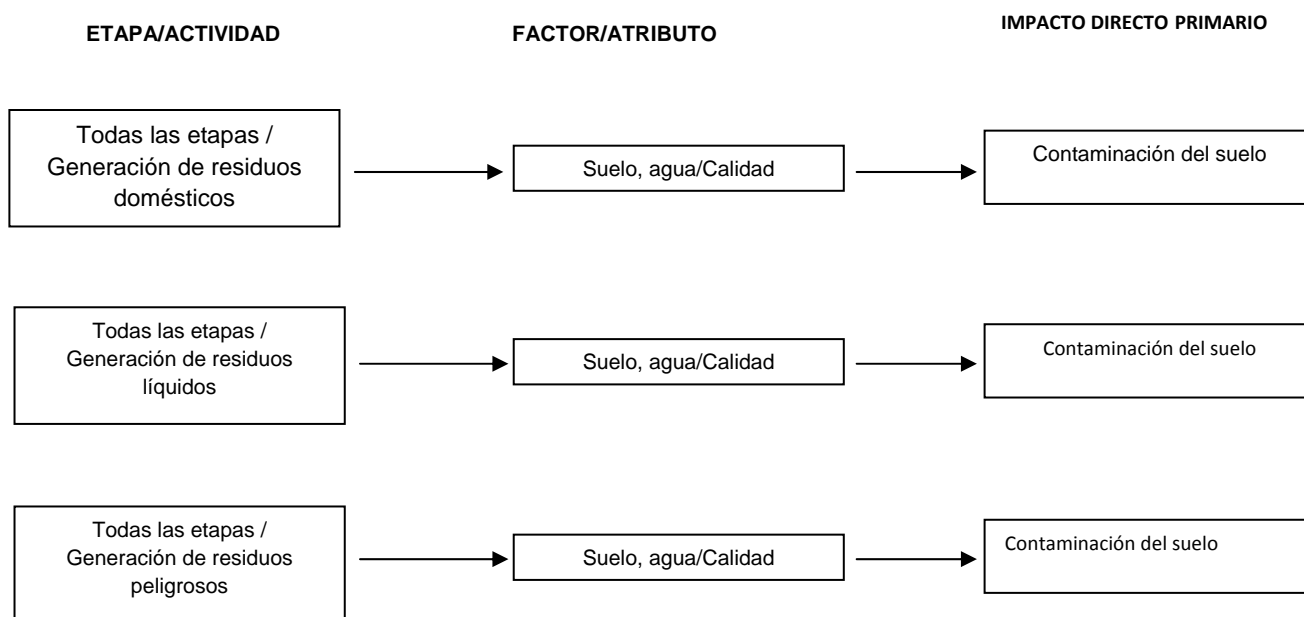 ETAPA/ACTIVIDAD
FACTOR/ATRIBUTO
IMPACTO DIRECTO PRIMARIO
Todas las etapas /
Generación de residuos
domésticos
Suelo, agua/Calidad
Contaminación del suelo
Todas las etapas /
Generación de residuos
líquidos
Suelo, agua/Calidad
Contaminación del suelo
Todas las etapas /
Generación de residuos
peligrosos
Suelo, agua/Calidad
Contaminación del suelo